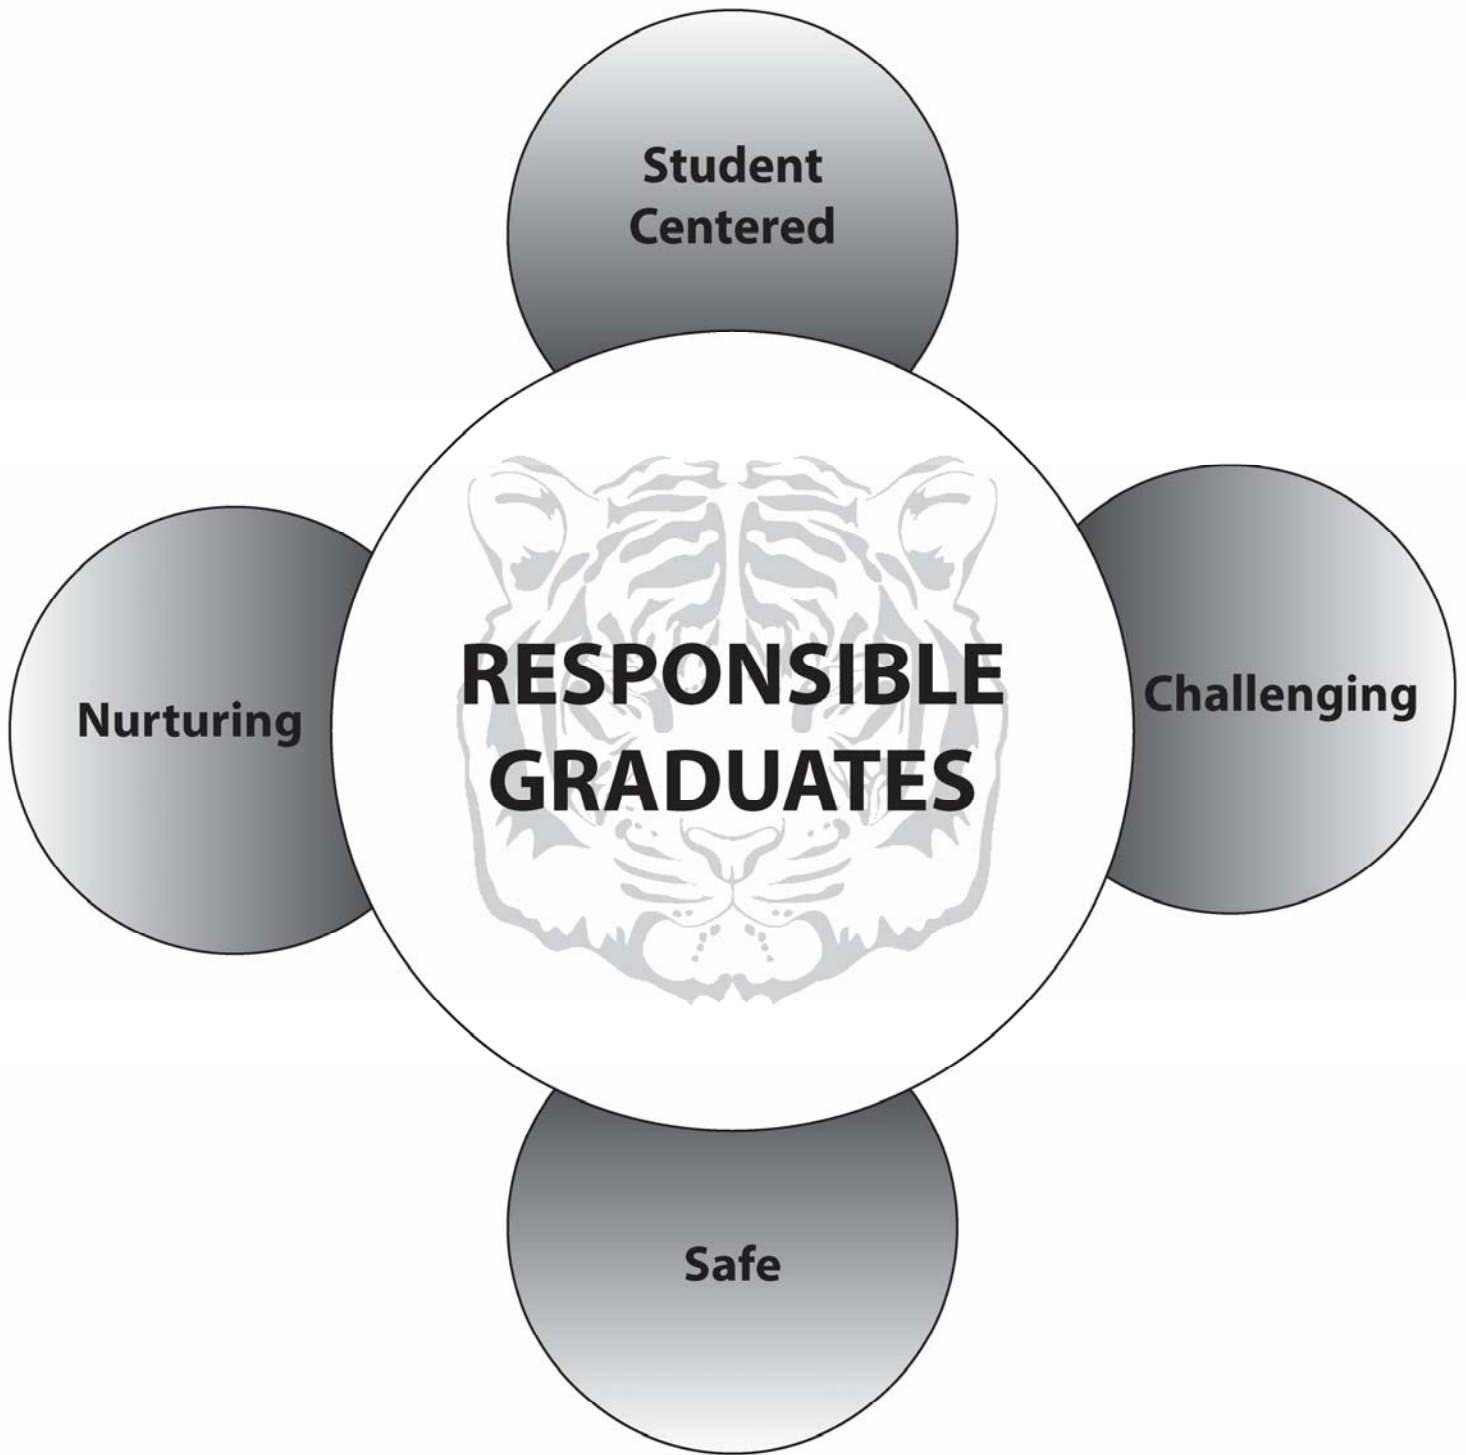 Student
Centered
Nurturing
RESPONSIBLE
GRADUATES
Challenging
Safe